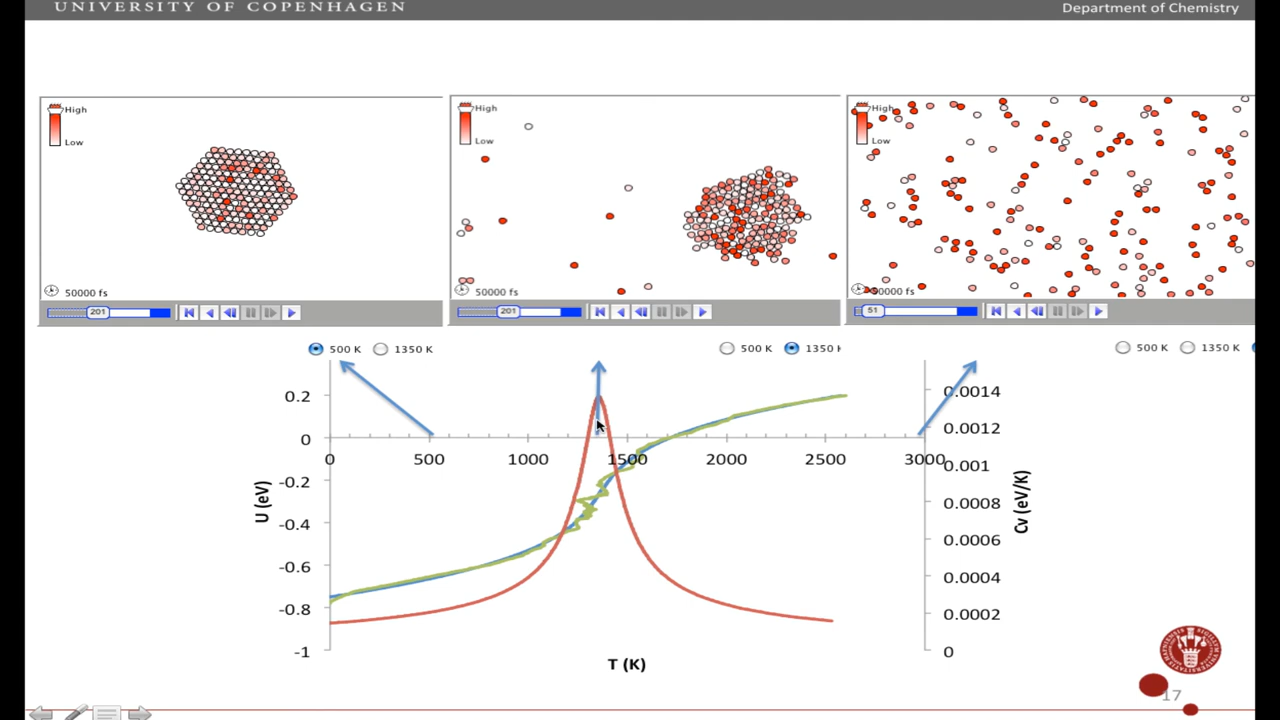 UNIVERSITY OF COPENHAGEN
Department of Chemistry
High
Low
50000 fs
201
High
Low
50000 fs
201
High
Low
50000 fs
51
500 K 1350 K
500 K 1350 K
500 K 1350 K
0.2
0
-0.2
-0.4
-0.6
-0.8
-1
U (eV)
0 500 1000 1500 2000 2500 3000
T (K)
0.0014
0.0012
0.001
0.0008
0.0006
0.0004
0.0002
0
Cv (eV/K)
17